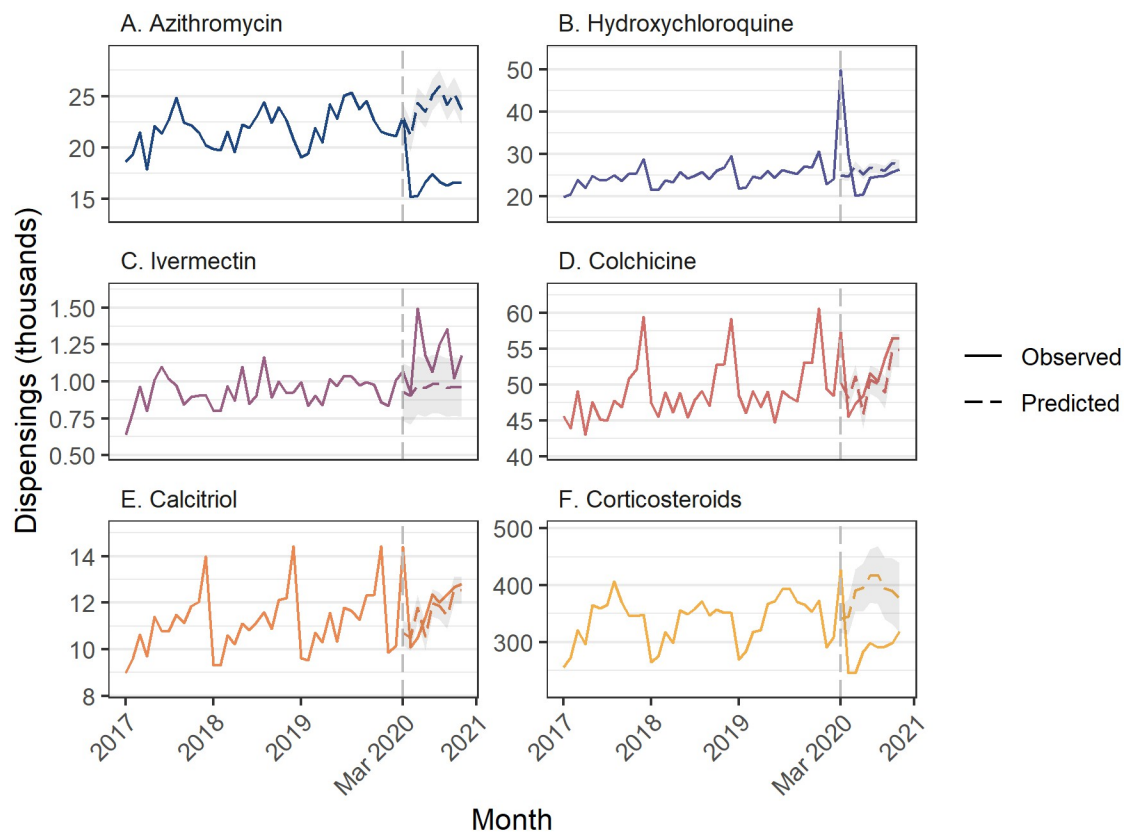 A. Azithromycin
B. Hydroxychloroquine
25
20
15
50
40
30
20
C. Ivermectin
D. Colchicine
1.50
1.25
1.00
0.75
0.50
60
55
50
45
40
Observed
Predicted
E. Calcitriol
F. Corticosteroids
14
12
10
8
500
400
300
2017
2018
2019
Mar 2020
2021
2017
2018
2019
Mar 2020
2021
Dispensings (thousands)
Month